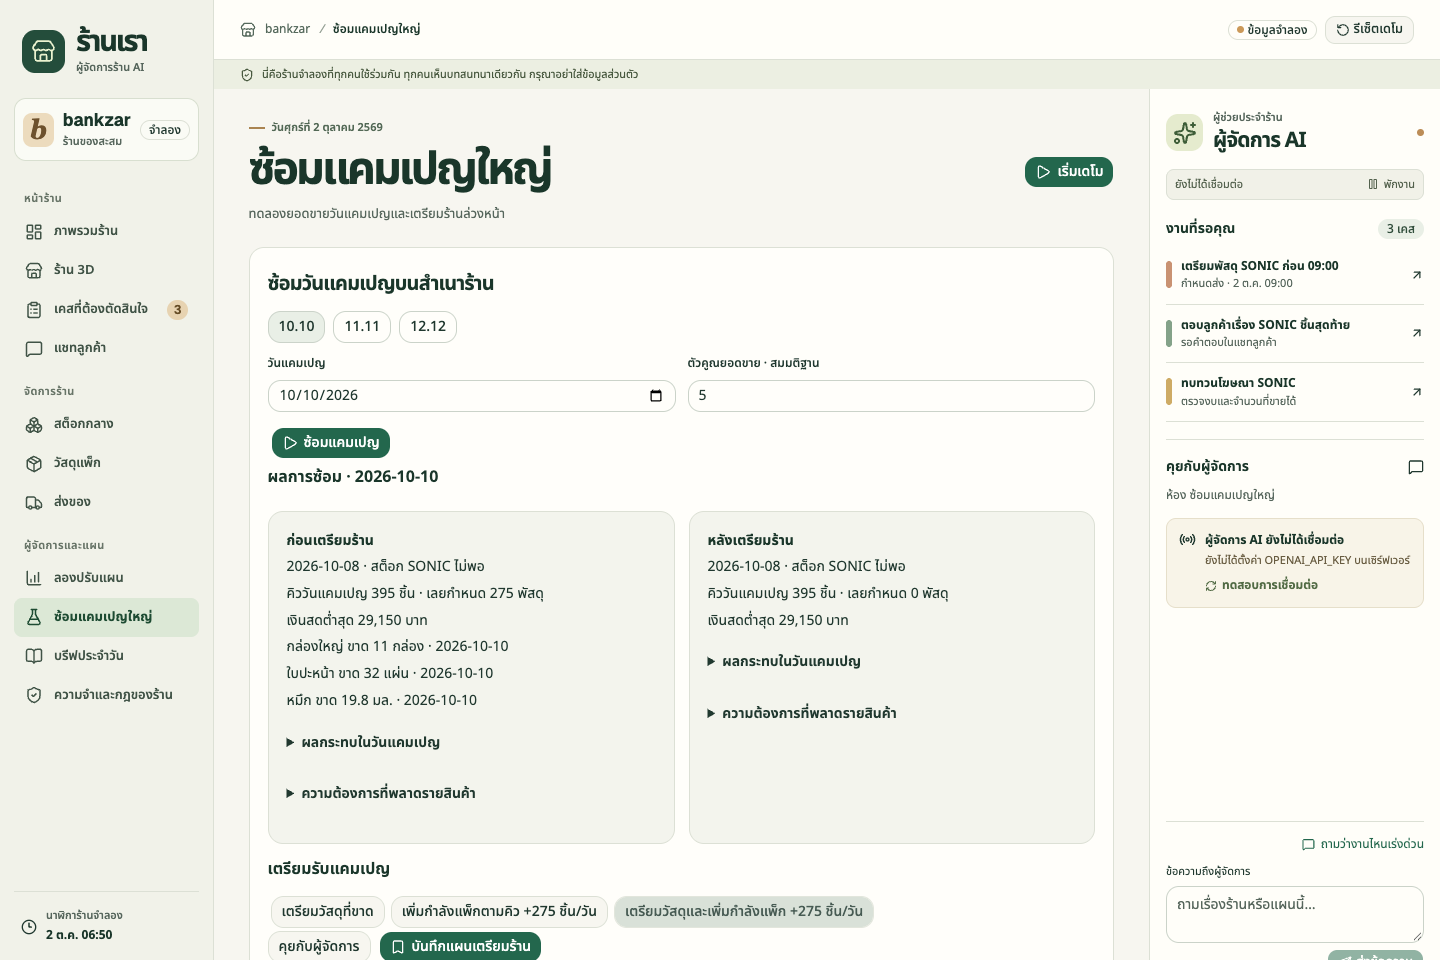 ร้านเรา
ผู้จัดการร้าน AI
b
bankzar
ร้านของสะสม
จำลอง
หน้าร้าน
ภาพรวมร้าน
ร้าน 3D
เคสที่ต้องตัดสินใจ
3
แชทลูกค้า
จัดการร้าน
สต็อกกลาง
วัสดุแพ็ก
ส่งของ
ผู้จัดการและแผน
ลองปรับแผน
ซ้อมแคมเปญใหญ่
บรีฟประจำวัน
ความจำและกฎของร้าน
นาฬิการ้านจำลอง
2 ต.ค. 06:50
bankzar / ซ้อมแคมเปญใหญ่
ข้อมูลจำลอง
รีเซ็ตเดโม
นี่คือร้านจำลองที่ทุกคนใช้ร่วมกัน ทุกคนเห็นบทสนทนาเดียวกัน กรุณาอย่าใส่ข้อมูลส่วนตัว
วันศุกร์ที่ 2 ตุลาคม 2569
ซ้อมแคมเปญใหญ่
ทดลองยอดขายวันแคมเปญและเตรียมร้านล่วงหน้า
เริ่มเดโม
ซ้อมวันแคมเปญบนสำเนาร้าน
10.10
11.11
12.12
วันแคมเปญ
ตัวคูณยอดขาย · สมมติฐาน
10/10/2026
5
ซ้อมแคมเปญ
ผลการซ้อม · 2026-10-10
ก่อนเตรียมร้าน
2026-10-08 · สต็อก SONIC ไม่พอ
คิววันแคมเปญ 395 ชิ้น · เลยกำหนด 275 พัสดุ
เงินสดต่ำสุด 29,150 บาท
กล่องใหญ่ ขาด 11 กล่อง · 2026-10-10
ใบปะหน้า ขาด 32 แผ่น · 2026-10-10
หมึก ขาด 19.8 มล. · 2026-10-10
ผลกระทบในวันแคมเปญ
ความต้องการที่พลาดรายสินค้า
หลังเตรียมร้าน
2026-10-08 · สต็อก SONIC ไม่พอ
คิววันแคมเปญ 395 ชิ้น · เลยกำหนด 0 พัสดุ
เงินสดต่ำสุด 29,150 บาท
ผลกระทบในวันแคมเปญ
ความต้องการที่พลาดรายสินค้า
เตรียมรับแคมเปญ
เตรียมวัสดุที่ขาด
เพิ่มกำลังแพ็กตามคิว +275 ชิ้น/วัน
เตรียมวัสดุและเพิ่มกำลังแพ็ก +275 ชิ้น/วัน
คุยกับผู้จัดการ
บันทึกแผนเตรียมร้าน
ผู้ช่วยประจำร้าน
ผู้จัดการ AI
ยังไม่ได้เชื่อมต่อ
พักงาน
งานที่รอคุณ
3 เคส
เตรียมพัสดุ SONIC ก่อน 09:00
กำหนดส่ง · 2 ต.ค. 09:00
ตอบลูกค้าเรื่อง SONIC ชิ้นสุดท้าย
รอคำตอบในแชทลูกค้า
ทบทวนโฆษณา SONIC
ตรวจงบและจำนวนที่ขายได้
คุยกับผู้จัดการ
ห้อง ซ้อมแคมเปญใหญ่
ผู้จัดการ AI ยังไม่ได้เชื่อมต่อ
ยังไม่ได้ตั้งค่า OPENAI_API_KEY บนเซิร์ฟเวอร์
ทดสอบการเชื่อมต่อ
ถามว่างานไหนเร่งด่วน
ข้อความถึงผู้จัดการ
ถามเรื่องร้านหรือแผนนี้...